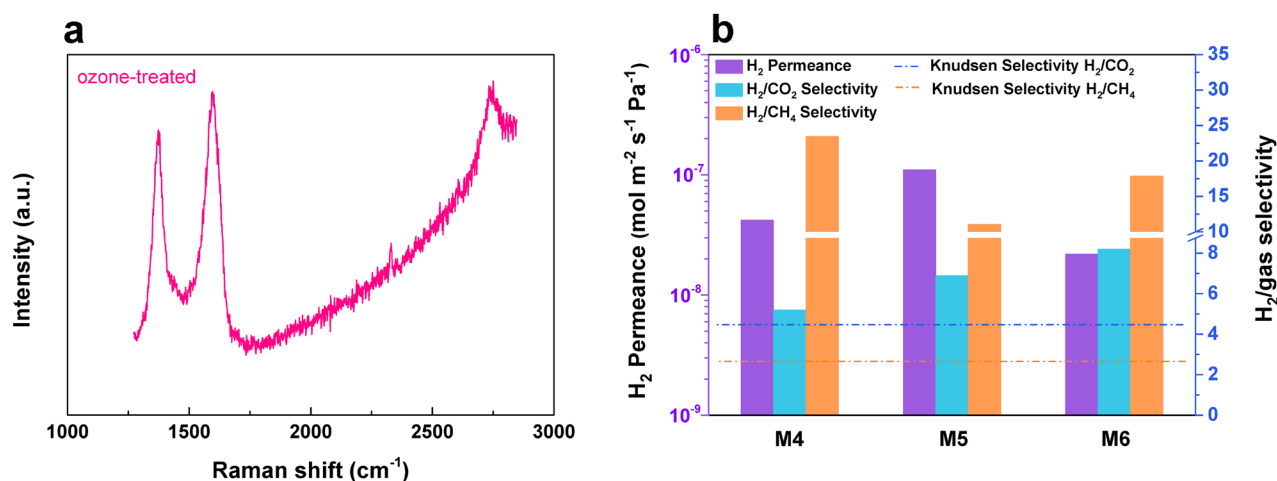 a
ozone-treated
Intensity (a.u.)
1000 1500 2000 2500 3000
Raman shift (cm⁻¹)
b
H₂ Permeance (mol m⁻² s⁻¹ Pa⁻¹)
10⁻⁶
10⁻⁷
10⁻⁸
10⁻⁹
H₂ Permeance
H₂/CO₂ Selectivity
H₂/CH₄ Selectivity
Knudsen Selectivity H₂/CO₂
Knudsen Selectivity H₂/CH₄
35
30
25
20
15
10
8
6
4
2
0
H₂/gas selectivity
M4 M5 M6